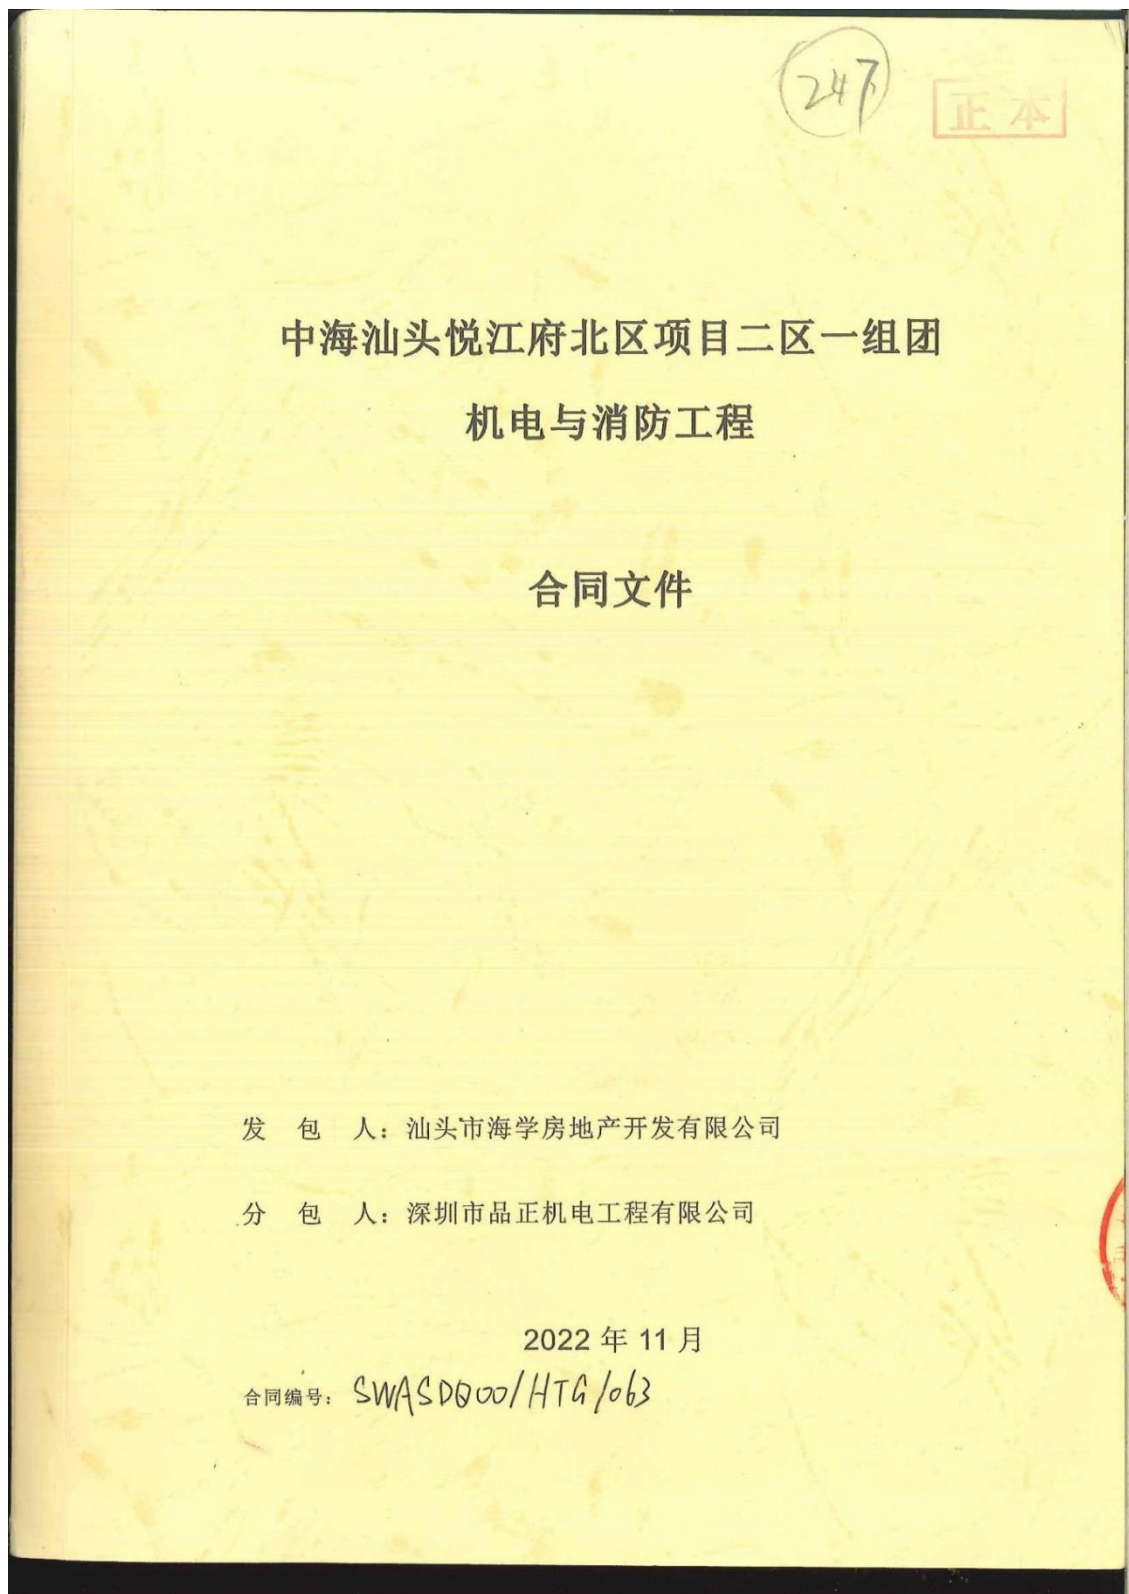 247
正本
中海汕头悦江府北区项目二区一组团
机电与消防工程
合同文件
发 包 人：汕头市海学房地产开发有限公司
分 包 人：深圳市品正机电工程有限公司
2022 年 11 月
合同编号：SWASDQ00/HTG/063